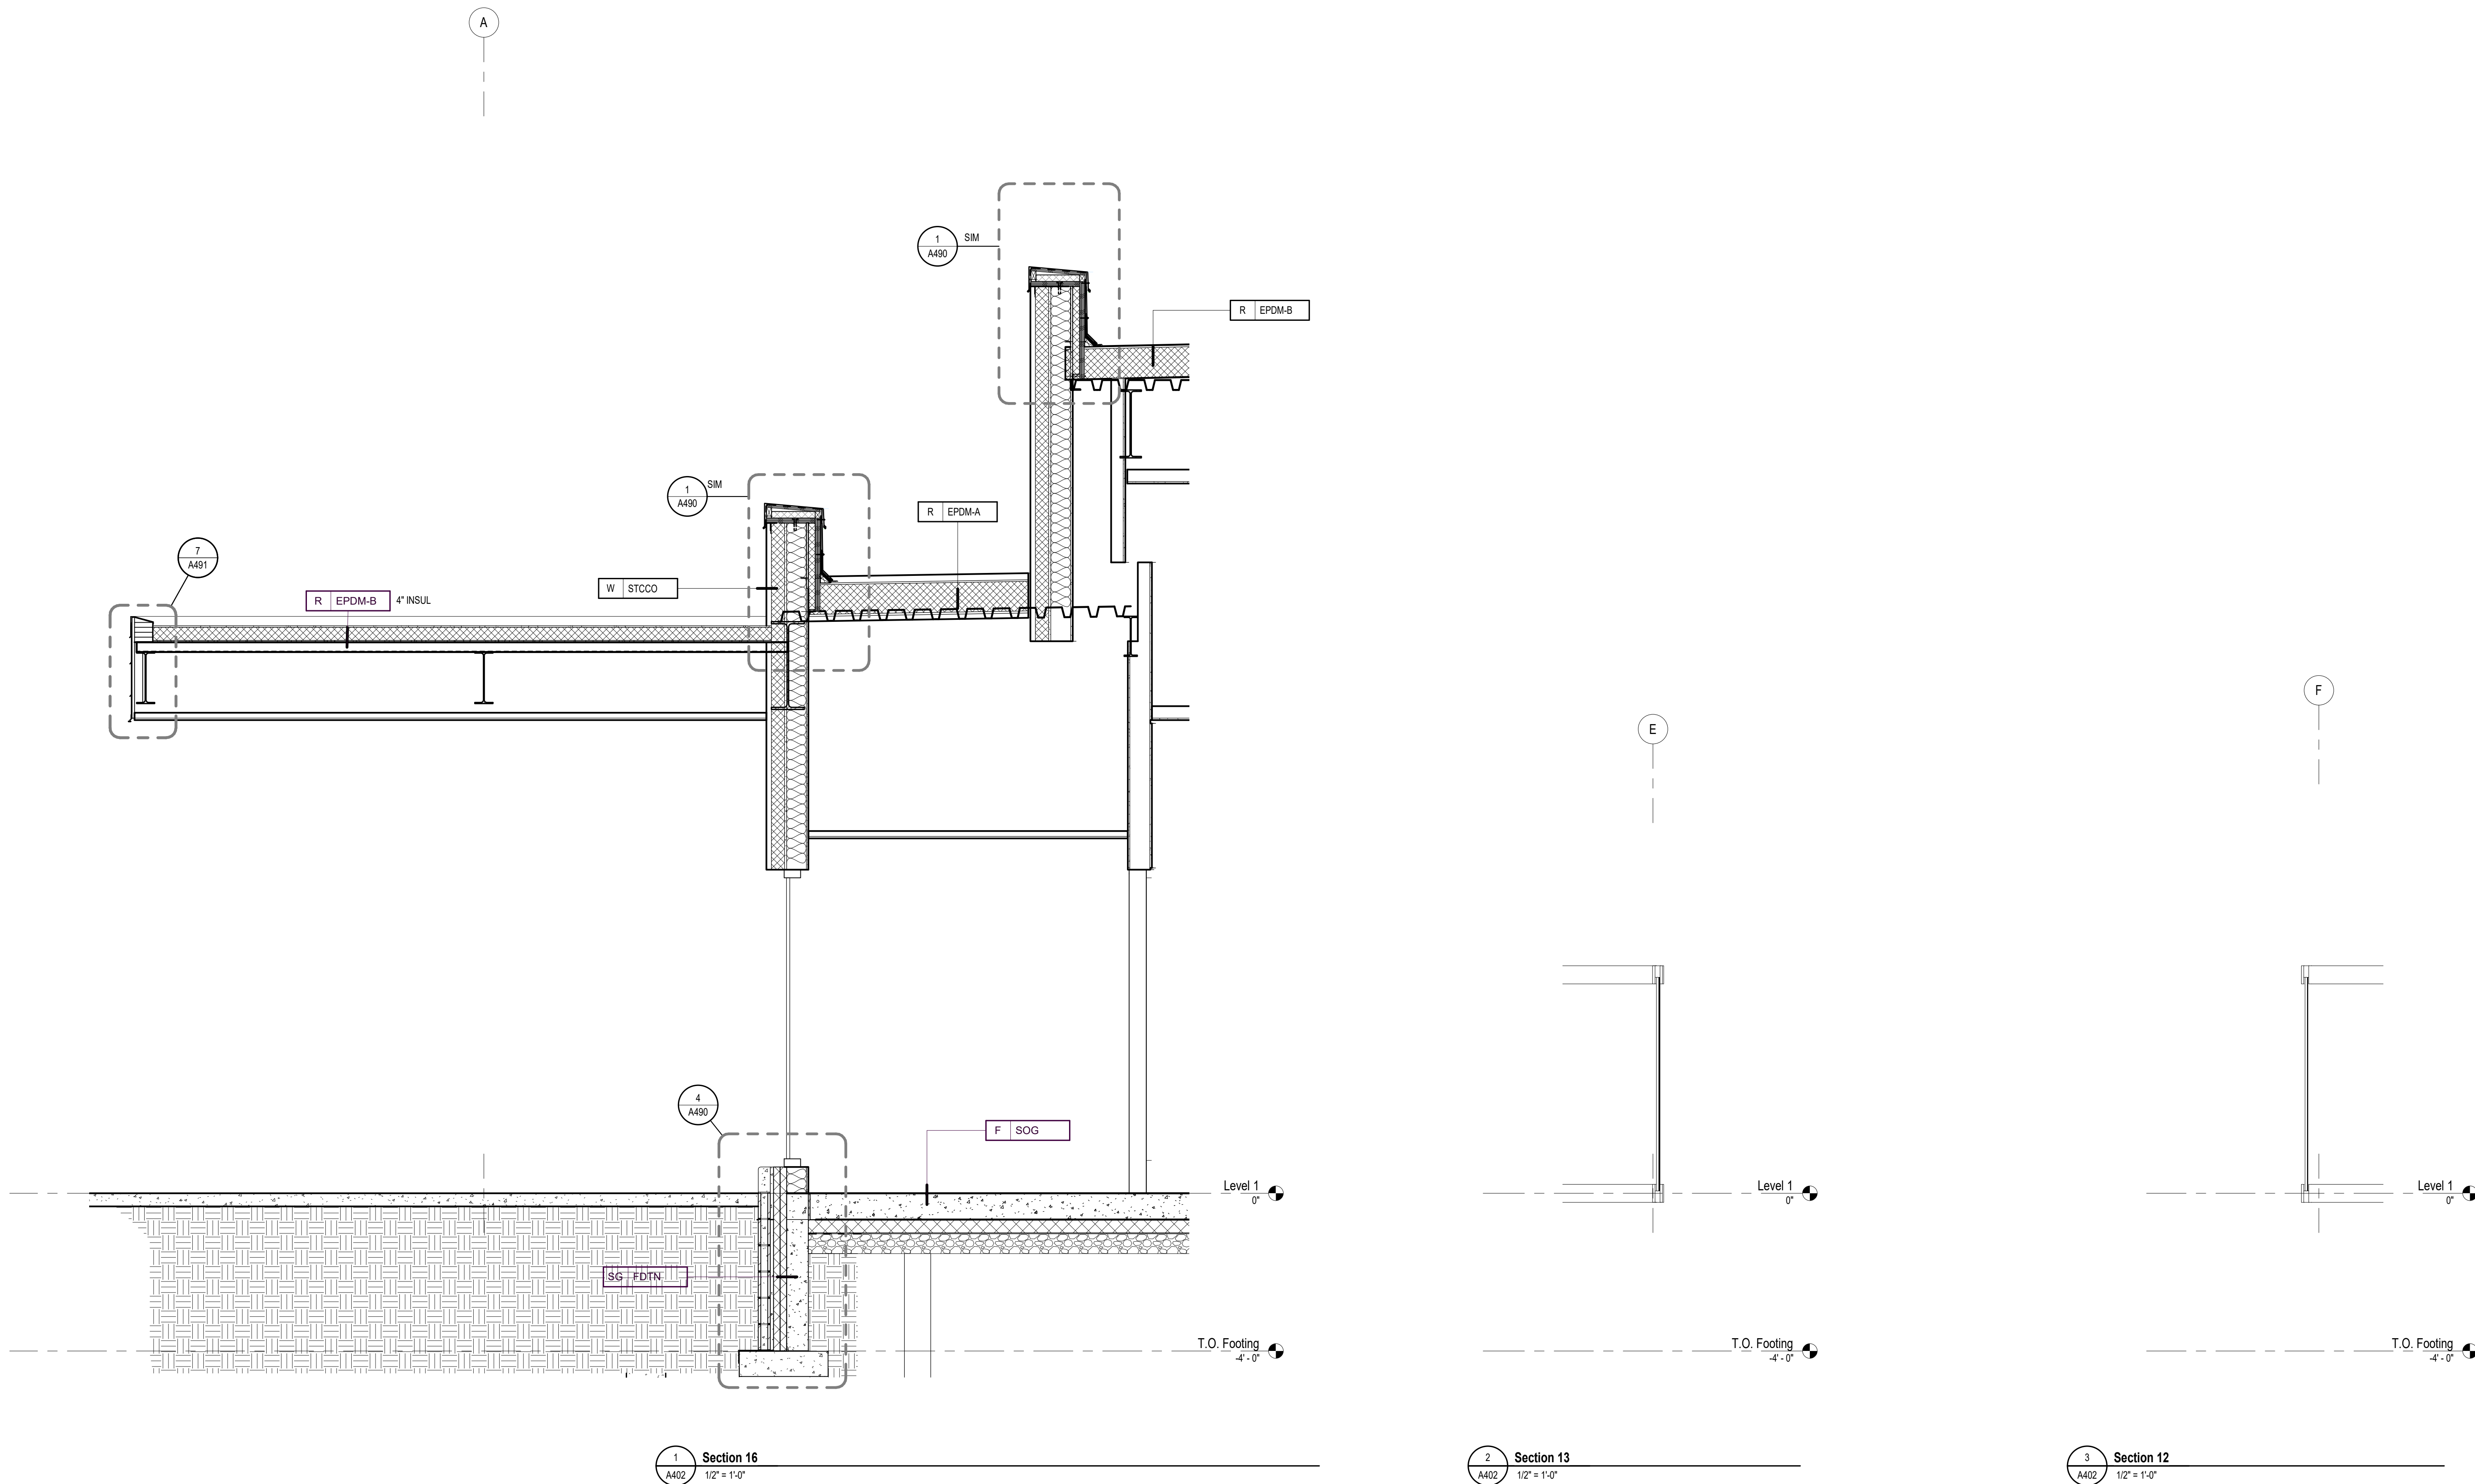 A
1
A490
SIM
R EPDM-B
1
A490
SIM
R EPDM-A
7
A491
W STCCO
R EPDM-B 4" INSUL
E
F
4
A490
F SOG
Level 1
0"
Level 1
0"
Level 1
0"
SG FDTN
T.O. Footing
-4' - 0"
T.O. Footing
-4' - 0"
T.O. Footing
-4' - 0"
1
A402
Section 16
1/2" = 1'-0"
2
A402
Section 13
1/2" = 1'-0"
3
A402
Section 12
1/2" = 1'-0"